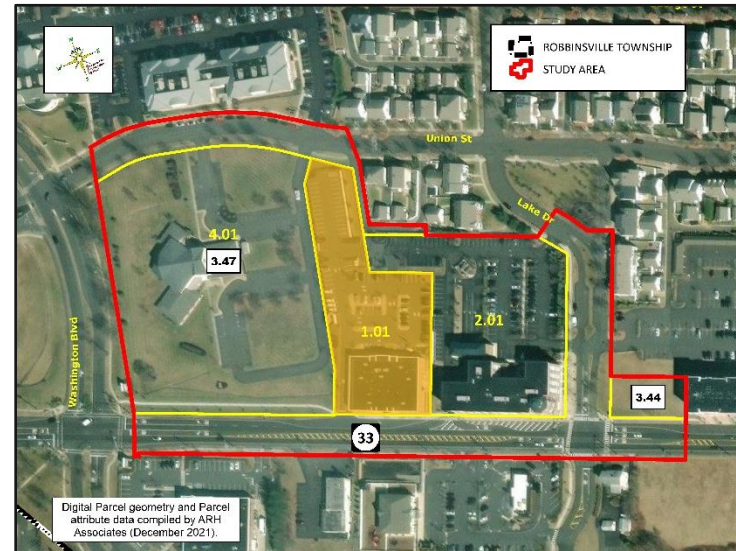 ROBBINSVILLE TOWNSHIP
STUDY AREA
Union St
Lake Dr
4.01
3.47
Washington Blvd
1.01
2.01
3.44
33
Digital Parcel geometry and Parcel
attribute data compiled by ARH
Associates (December 2021).